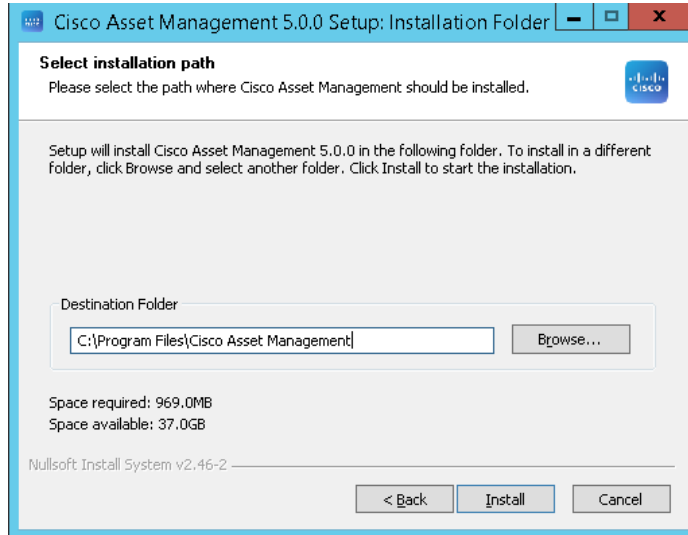 Cisco Asset Management 5.0.0 Setup: Installation Folder
Select installation path
Please select the path where Cisco Asset Management should be installed.
CISCO
Setup will install Cisco Asset Management 5.0.0 in the following folder. To install in a different
folder, click Browse and select another folder. Click Install to start the installation.
Destination Folder
C:\Program Files\Cisco Asset Management
Browse...
Space required: 969.0MB
Space available: 37.0GB
Nullsoft Install System v2.46-2
< Back Install Cancel